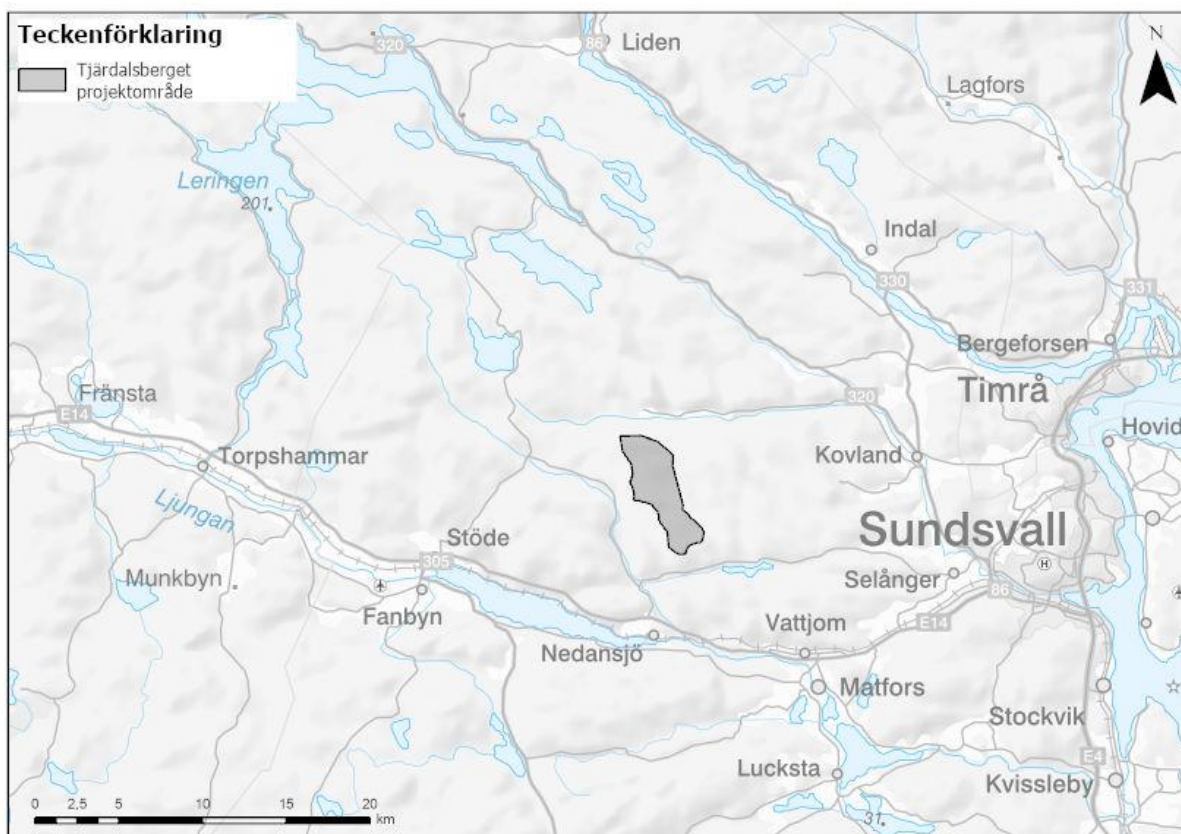 Teckenförklaring
Tjärdalsberget
projektområde
N
320
86
Liden
Lagfors
Leringen
201
Indal
330
331
Bergeforsen
Timrå
Fränsta
E14
320
Hovid
Torpshammar
Kovland
Ljungan
Stöde
Sundsvall
305
H
Munkbyn
Selånger
86
Fanbyn
E14
Vattjom
Nedansjö
Matfors
Stockvik
Lucksta
E4
Kvissleby
31
0 2,5 5 10 15 20
km